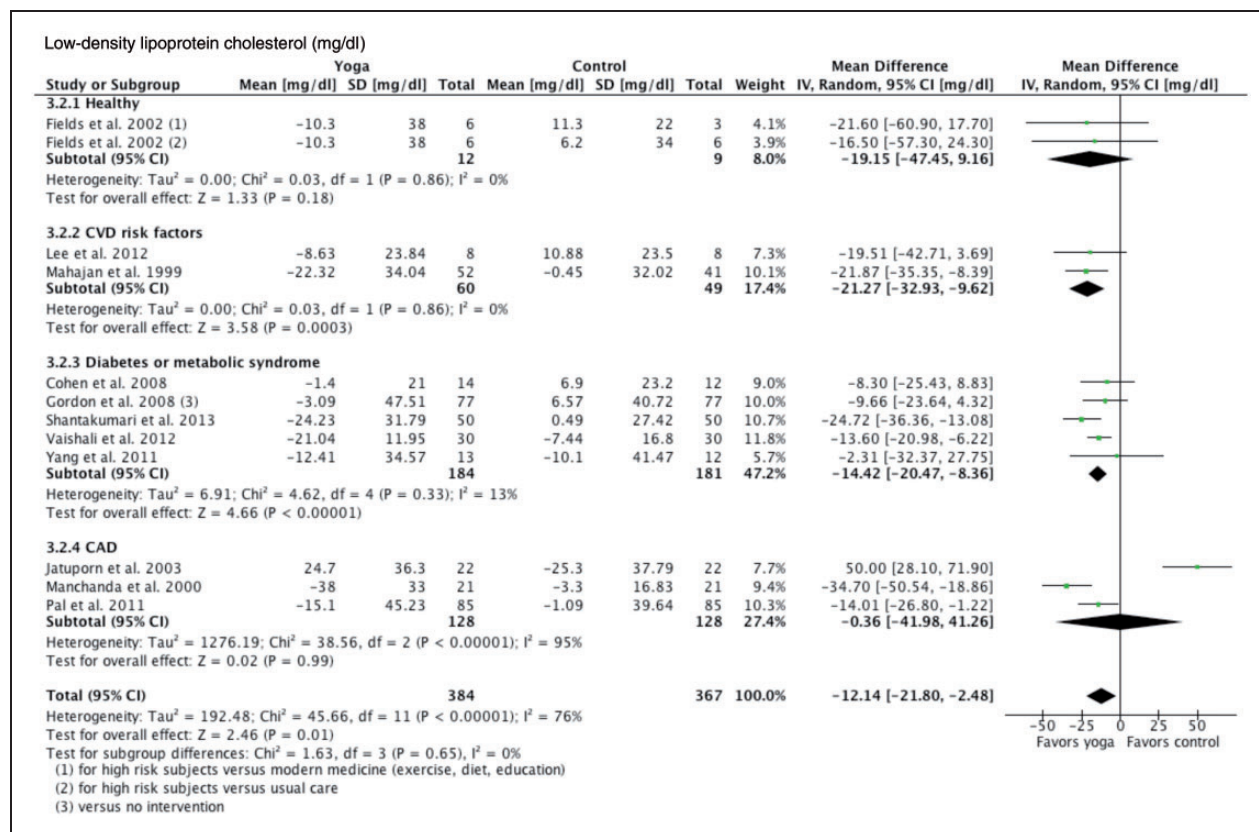 Low-density lipoprotein cholesterol (mg/dl)
Yoga Control Mean Difference Mean Difference
Study or Subgroup Mean [mg/dl] SD [mg/dl] Total Mean [mg/dl] SD [mg/dl] Total Weight IV, Random, 95% CI [mg/dl] IV, Random, 95% CI [mg/dl]
3.2.1 Healthy
Fields et al. 2002 (1) −10.3 38 6 11.3 22 3 4.1% −21.60 [−60.90, 17.70]
Fields et al. 2002 (2) −10.3 38 6 6.2 34 6 3.9% −16.50 [−57.30, 24.30]
Subtotal (95% CI) 12 9 8.0% −19.15 [−47.45, 9.16]
Heterogeneity: Tau² = 0.00; Chi² = 0.03, df = 1 (P = 0.86); I² = 0%
Test for overall effect: Z = 1.33 (P = 0.18)
3.2.2 CVD risk factors
Lee et al. 2012 −8.63 23.84 8 10.88 23.5 8 7.3% −19.51 [−42.71, 3.69]
Mahajan et al. 1999 −22.32 34.04 52 −0.45 32.02 41 10.1% −21.87 [−35.35, −8.39]
Subtotal (95% CI) 60 49 17.4% −21.27 [−32.93, −9.62]
Heterogeneity: Tau² = 0.00; Chi² = 0.03, df = 1 (P = 0.86); I² = 0%
Test for overall effect: Z = 3.58 (P = 0.0003)
3.2.3 Diabetes or metabolic syndrome
Cohen et al. 2008 −1.4 21 14 6.9 23.2 12 9.0% −8.30 [−25.43, 8.83]
Gordon et al. 2008 (3) −3.09 47.51 77 6.57 40.72 77 10.0% −9.66 [−23.64, 4.32]
Shantakumari et al. 2013 −24.23 31.79 50 0.49 27.42 50 10.7% −24.72 [−36.36, −13.08]
Vaishali et al. 2012 −21.04 11.95 30 −7.44 16.8 30 11.8% −13.60 [−20.98, −6.22]
Yang et al. 2011 −12.41 34.57 13 −10.1 41.47 12 5.7% −2.31 [−32.37, 27.75]
Subtotal (95% CI) 184 181 47.2% −14.42 [−20.47, −8.36]
Heterogeneity: Tau² = 6.91; Chi² = 4.62, df = 4 (P = 0.33); I² = 13%
Test for overall effect: Z = 4.66 (P < 0.00001)
3.2.4 CAD
Jatuporn et al. 2003 24.7 36.3 22 −25.3 37.79 22 7.7% 50.00 [28.10, 71.90]
Manchanda et al. 2000 −38 33 21 −3.3 16.83 21 9.4% −34.70 [−50.54, −18.86]
Pal et al. 2011 −15.1 45.23 85 −1.09 39.64 85 10.3% −14.01 [−26.80, −1.22]
Subtotal (95% CI) 128 128 27.4% −0.36 [−41.98, 41.26]
Heterogeneity: Tau² = 1276.19; Chi² = 38.56, df = 2 (P < 0.00001); I² = 95%
Test for overall effect: Z = 0.02 (P = 0.99)
Total (95% CI) 384 367 100.0% −12.14 [−21.80, −2.48]
Heterogeneity: Tau² = 192.48; Chi² = 45.66, df = 11 (P < 0.00001); I² = 76%
Test for overall effect: Z = 2.46 (P = 0.01)
Test for subgroup differences: Chi² = 1.63, df = 3 (P = 0.65), I² = 0%
(1) for high risk subjects versus modern medicine (exercise, diet, education)
(2) for high risk subjects versus usual care
(3) versus no intervention
−50 −25 0 25 50
Favors yoga Favors control